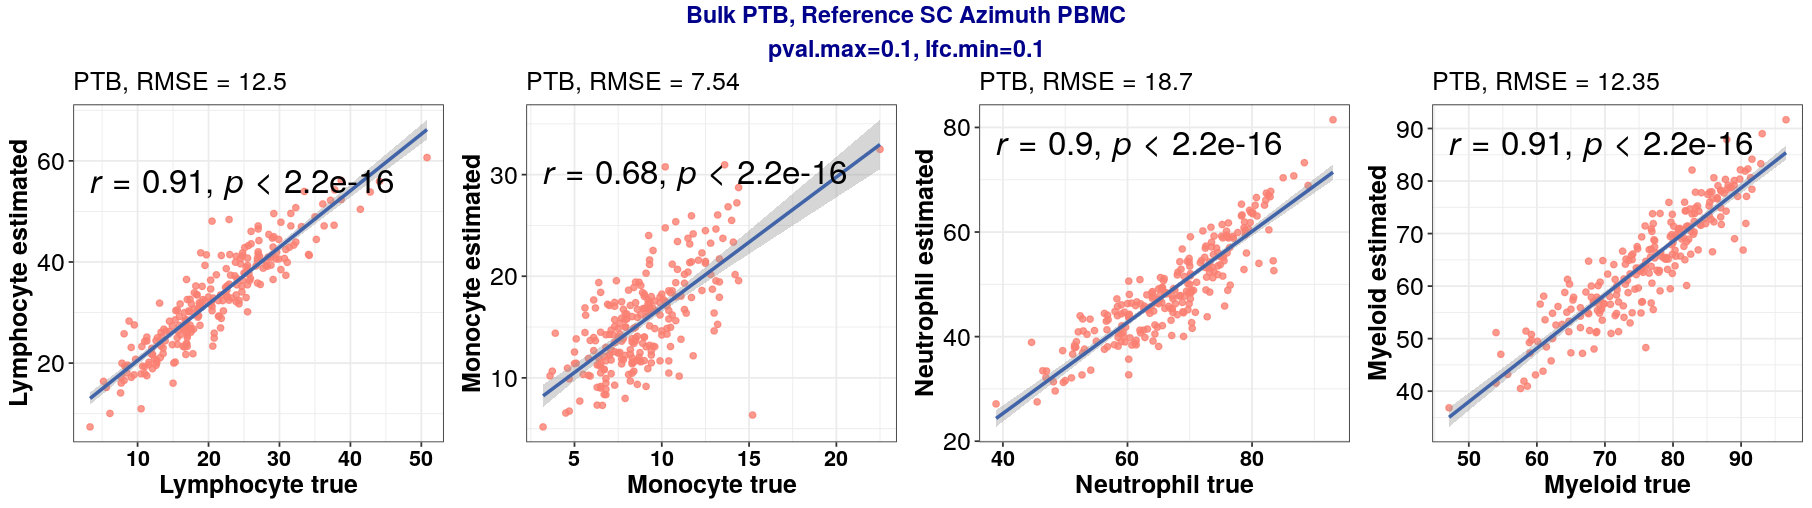 Bulk PTB, Reference SC Azimuth PBMC
pval.max=0.1, lfc.min=0.1
PTB, RMSE = 12.5
r = 0.91, p < 2.2e-16
Lymphocyte estimated
60
40
20
10 20 30 40 50
Lymphocyte true
PTB, RMSE = 7.54
r = 0.68, p < 2.2e-16
Monocyte estimated
30
20
10
5 10 15 20
Monocyte true
PTB, RMSE = 18.7
r = 0.9, p < 2.2e-16
Neutrophil estimated
80
60
40
20
40 60 80
Neutrophil true
PTB, RMSE = 12.35
r = 0.91, p < 2.2e-16
Myeloid estimated
90
80
70
60
50
40
50 60 70 80 90
Myeloid true